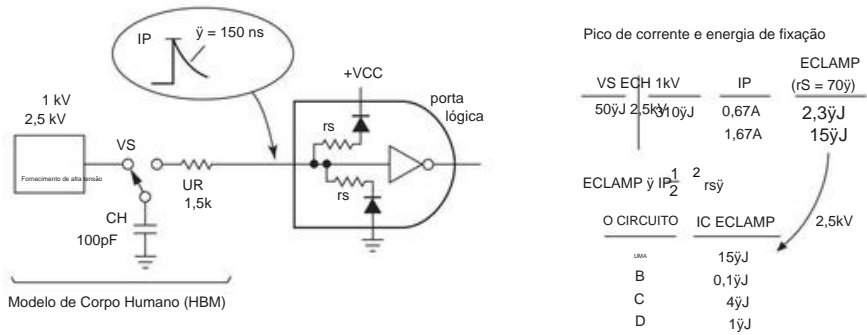 IP
ÿ = 150 ns
+VCC
porta
lógica
1 kV
2,5 kV
VS
rs
Fornecimento de alta tensão
UR
1,5k
rs
CH
100pF
Modelo de Corpo Humano (HBM)
Pico de corrente e energia de fixação
ECLAMP
VS ECH 1kV IP (rS = 70ÿ)
50ÿJ 2,5kV 310ÿJ 0,67A 2,3ÿJ
1,67A 15ÿJ
ECLAMP ÿ IP 1/2 2 rsÿ
2,5kV
O CIRCUITO IC ECLAMP
UMA 15ÿJ
B 0,1ÿJ
C 4ÿJ
D 1ÿJ